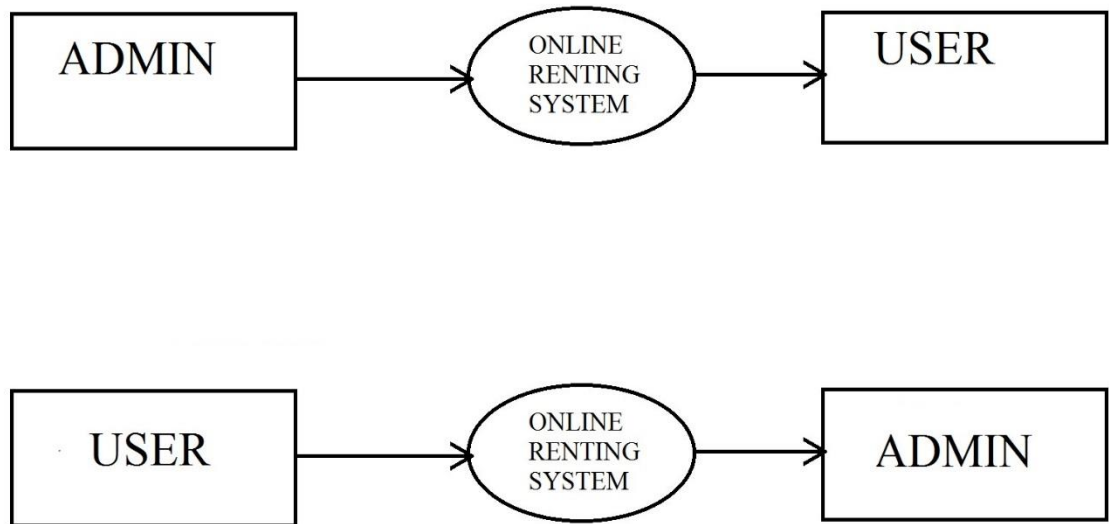 ADMIN
ONLINE
RENTING
SYSTEM
USER
USER
ONLINE
RENTING
SYSTEM
ADMIN